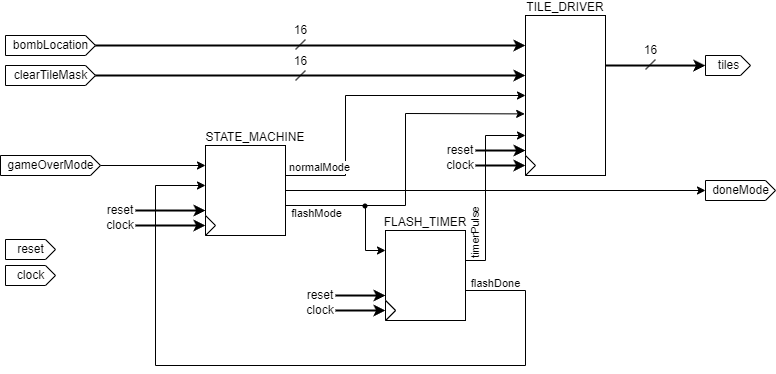 TILE_DRIVER
bombLocation
16
clearTileMask
16
16
tiles
STATE_MACHINE
gameOverMode
normalMode
reset
clock
doneMode
flashMode
reset
clock
FLASH_TIMER
timerPulse
reset
clock
flashDone
reset
clock